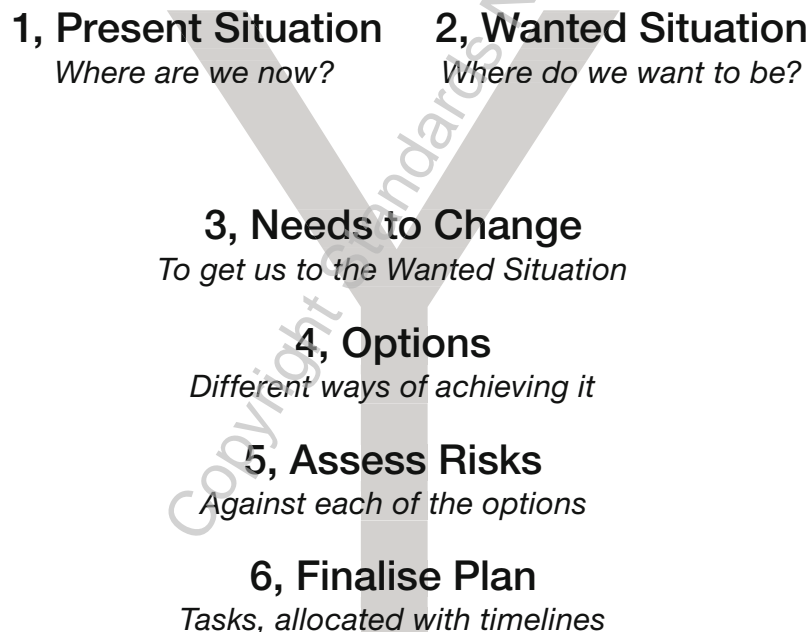 1, Present Situation
Where are we now?
2, Wanted Situation
Where do we want to be?
3, Needs to Change
To get us to the Wanted Situation
4, Options
Different ways of achieving it
5, Assess Risks
Against each of the options
6, Finalise Plan
Tasks, allocated with timelines
Copyright Standards N